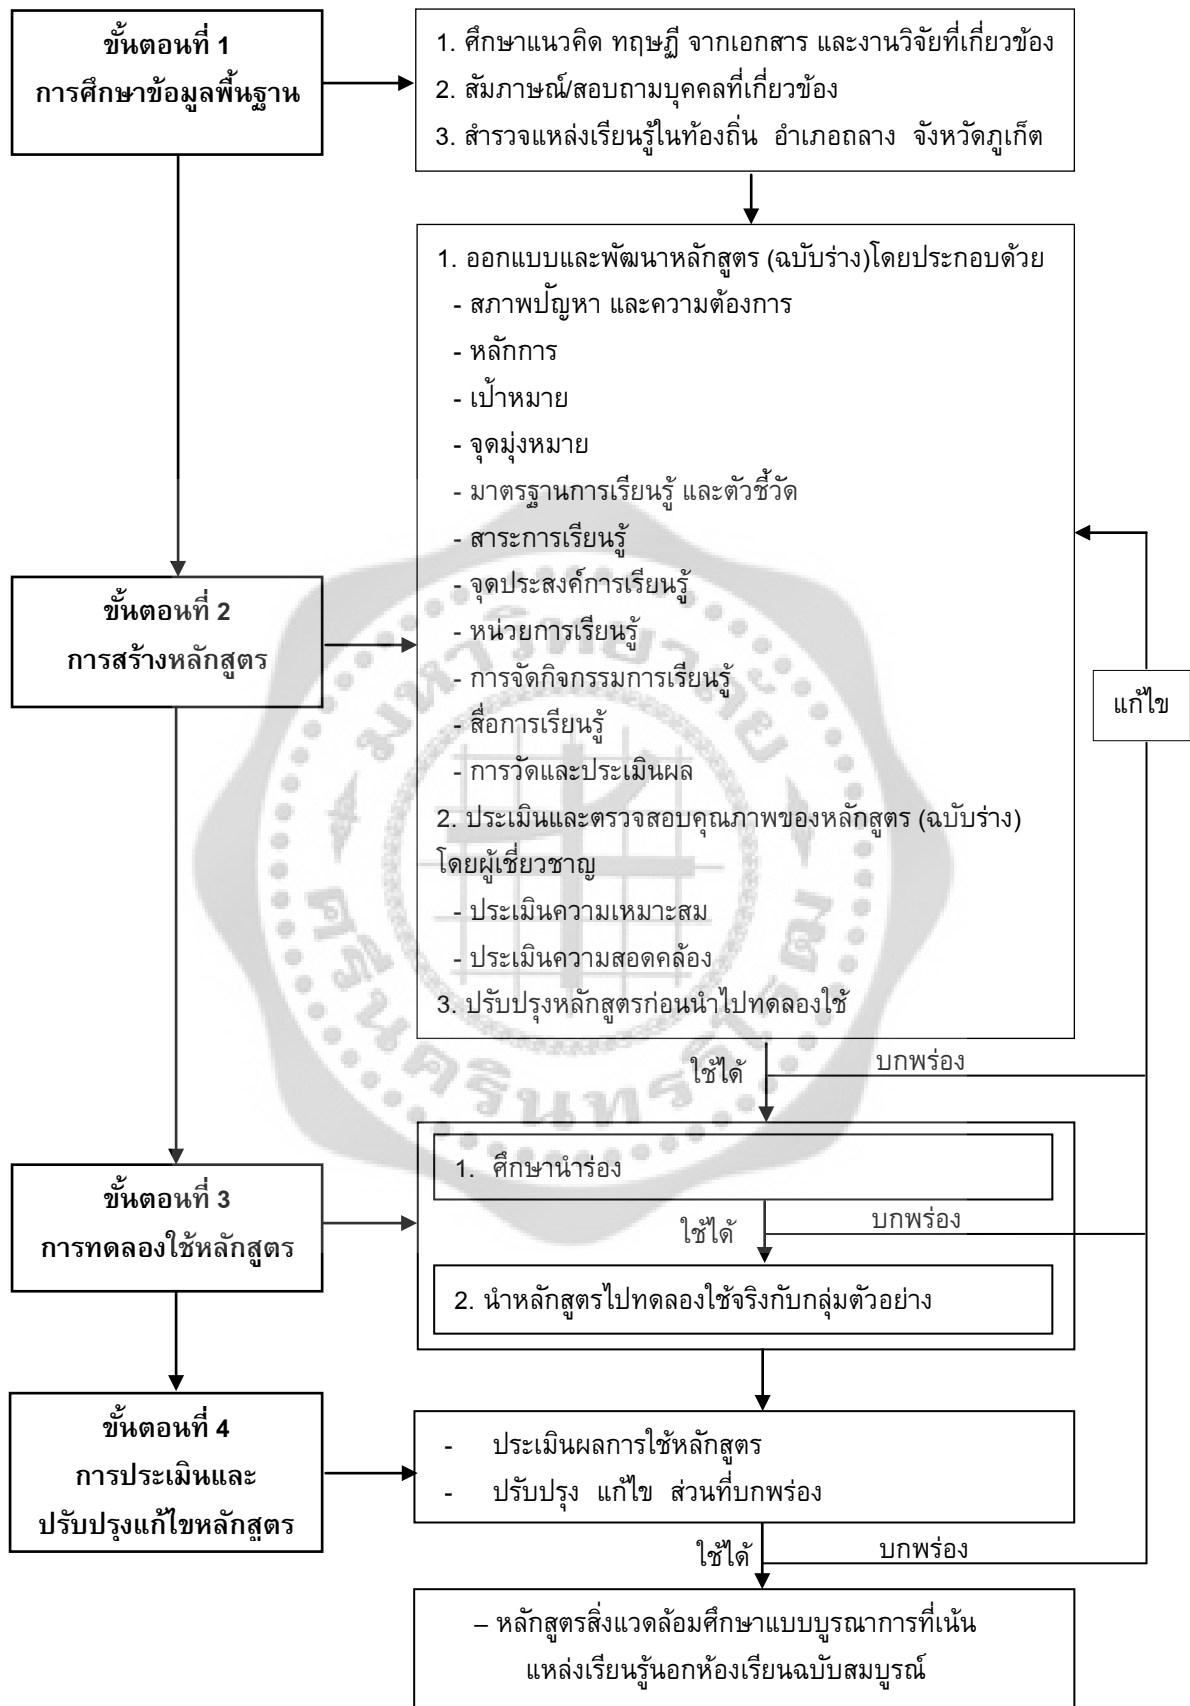 ขั้นตอนที่ 1
การศึกษาข้อมูลพื้นฐาน
1. ศึกษาแนวคิด ทฤษฏี จากเอกสาร และงานวิจัยที่เกี่ยวข้อง
2. สัมภาษณ์/สอบถามบุคคลที่เกี่ยวข้อง
3. สำรวจแหล่งเรียนรู้ในท้องถิ่น อำเภอถลาง จังหวัดภูเก็ต
1. ออกแบบและพัฒนาหลักสูตร (ฉบับร่าง)โดยประกอบด้วย
- สภาพปัญหา และความต้องการ
- หลักการ
- เป้าหมาย
- จุดมุ่งหมาย
- มาตรฐานการเรียนรู้ และตัวชี้วัด
- สาระการเรียนรู้
- จุดประสงค์การเรียนรู้
- หน่วยการเรียนรู้
- การจัดกิจกรรมการเรียนรู้
- สื่อการเรียนรู้
- การวัดและประเมินผล
2. ประเมินและตรวจสอบคุณภาพของหลักสูตร (ฉบับร่าง)
โดยผู้เชี่ยวชาญ
- ประเมินความเหมาะสม
- ประเมินความสอดคล้อง
3. ปรับปรุงหลักสูตรก่อนนำไปทดลองใช้
ขั้นตอนที่ 2
การสร้างหลักสูตร
แก้ไข
ใช้ได้
บกพร่อง
ขั้นตอนที่ 3
การทดลองใช้หลักสูตร
1. ศึกษานำร่อง
ใช้ได้
บกพร่อง
2. นำหลักสูตรไปทดลองใช้จริงกับกลุ่มตัวอย่าง
ขั้นตอนที่ 4
การประเมินและ
ปรับปรุงแก้ไขหลักสูตร
- ประเมินผลการใช้หลักสูตร
- ปรับปรุง แก้ไข ส่วนที่บกพร่อง
ใช้ได้
บกพร่อง
– หลักสูตรสิ่งแวดล้อมศึกษาแบบบูรณาการที่เน้น
แหล่งเรียนรู้นอกห้องเรียนฉบับสมบูรณ์
มหาวิทยาลัย
ศรีนครินทรวิโรฒ